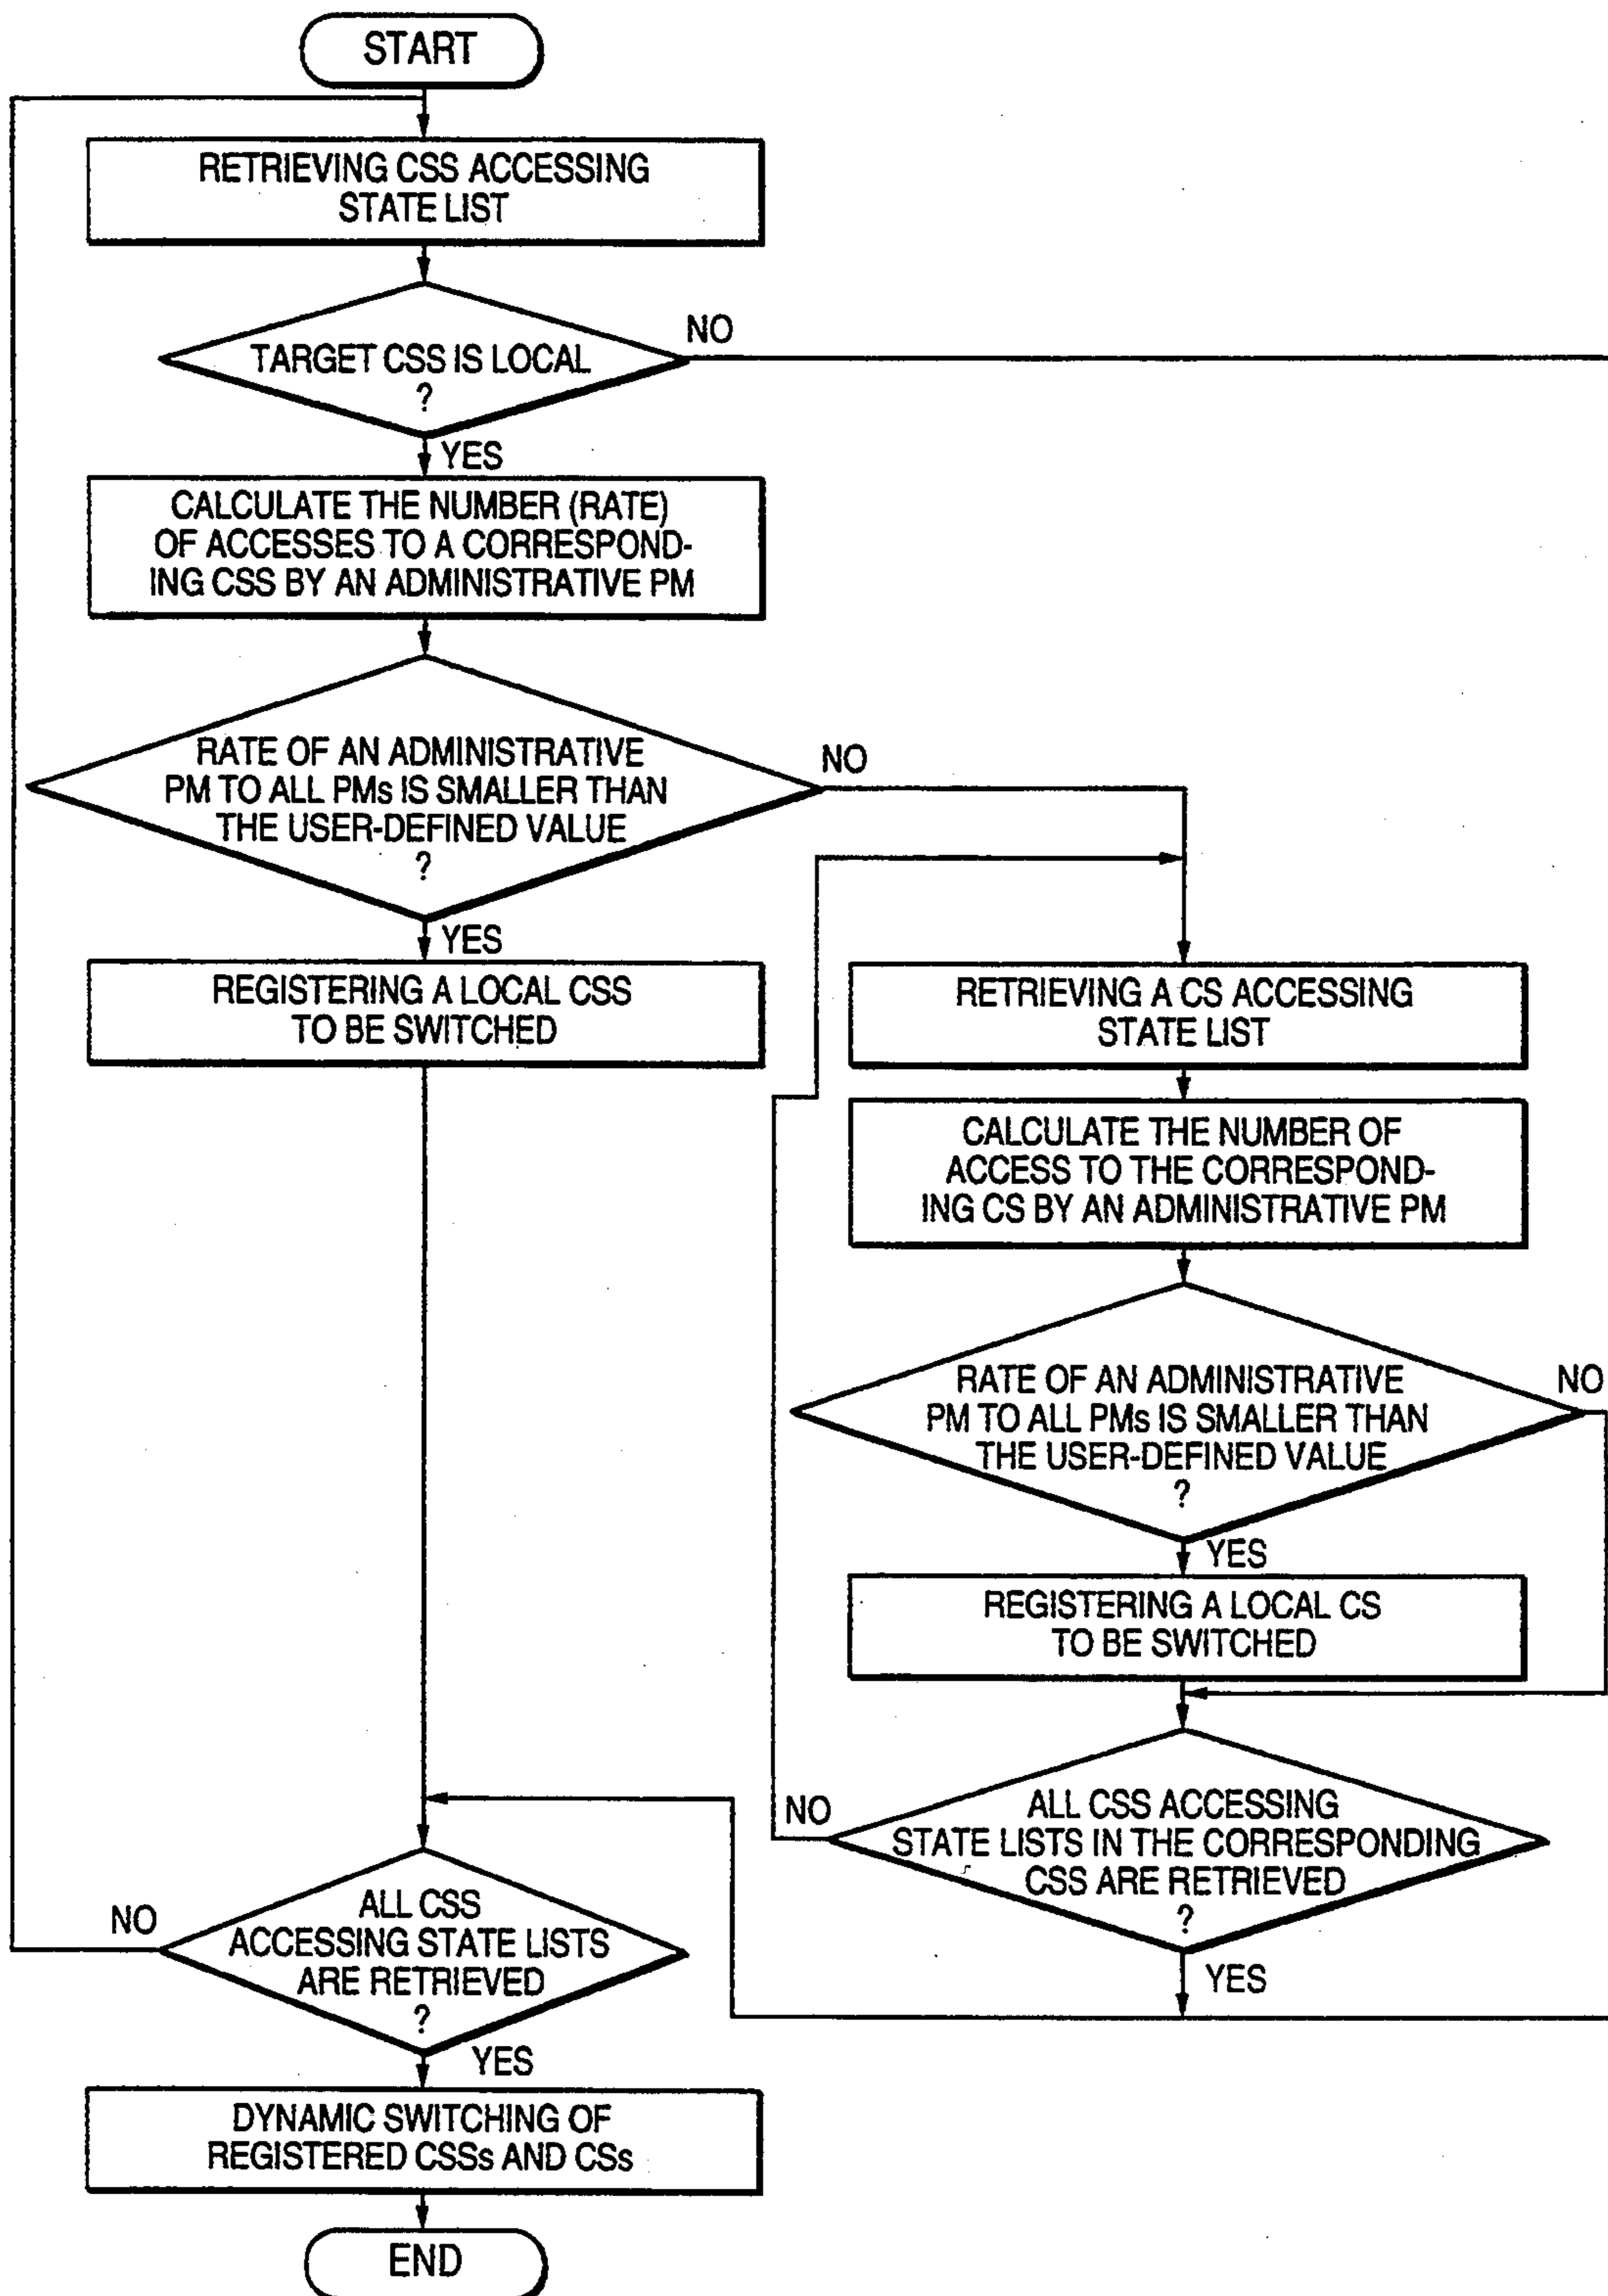 START
RETRIEVING CSS ACCESSING
STATE LIST
TARGET CSS IS LOCAL
?
NO
YES
CALCULATE THE NUMBER (RATE)
OF ACCESSES TO A CORRESPOND-
ING CSS BY AN ADMINISTRATIVE PM
RATE OF AN ADMINISTRATIVE
PM TO ALL PMs IS SMALLER THAN
THE USER-DEFINED VALUE
?
NO
YES
REGISTERING A LOCAL CSS
TO BE SWITCHED
RETRIEVING A CS ACCESSING
STATE LIST
CALCULATE THE NUMBER OF
ACCESS TO THE CORRESPOND-
ING CS BY AN ADMINISTRATIVE PM
RATE OF AN ADMINISTRATIVE
PM TO ALL PMs IS SMALLER THAN
THE USER-DEFINED VALUE
?
NO
YES
REGISTERING A LOCAL CS
TO BE SWITCHED
ALL CSS ACCESSING
STATE LISTS IN THE CORRESPONDING
CSS ARE RETRIEVED
?
NO
YES
ALL CSS
ACCESSING STATE LISTS
ARE RETRIEVED
?
NO
YES
DYNAMIC SWITCHING OF
REGISTERED CSSs AND CSs
END